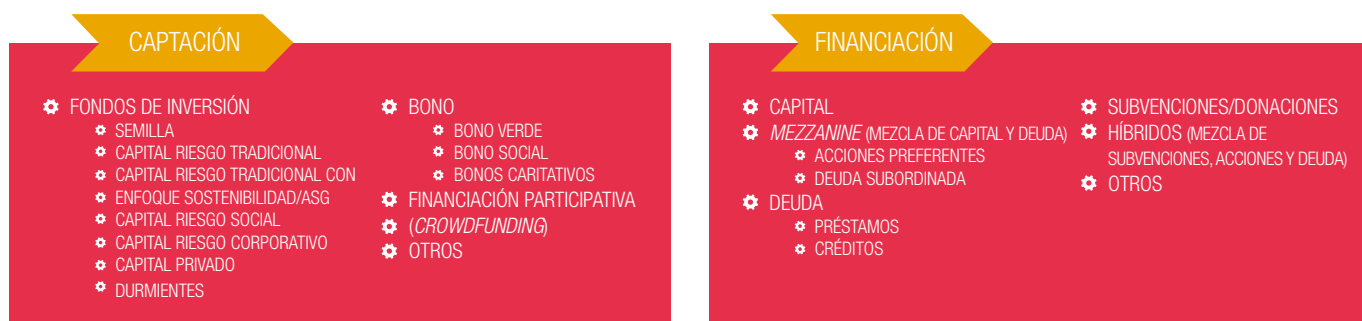 CAPTACIÓN
FONDOS DE INVERSIÓN
SEMILLA
CAPITAL RIESGO TRADICIONAL
CAPITAL RIESGO TRADICIONAL CON
ENFOQUE SOSTENIBILIDAD/ASG
CAPITAL RIESGO SOCIAL
CAPITAL RIESGO CORPORATIVO
CAPITAL PRIVADO
DURMIENTES
BONO
BONO VERDE
BONO SOCIAL
BONOS CARITATIVOS
FINANCIACIÓN PARTICIPATIVA
(CROWDFUNDING)
OTROS
FINANCIACIÓN
CAPITAL
MEZZANINE (MEZCLA DE CAPITAL Y DEUDA)
ACCIONES PREFERENTES
DEUDA SUBORDINADA
DEUDA
PRÉSTAMOS
CRÉDITOS
SUBVENCIONES/DONACIONES
HÍBRIDOS (MEZCLA DE
SUBVENCIONES, ACCIONES Y DEUDA)
OTROS